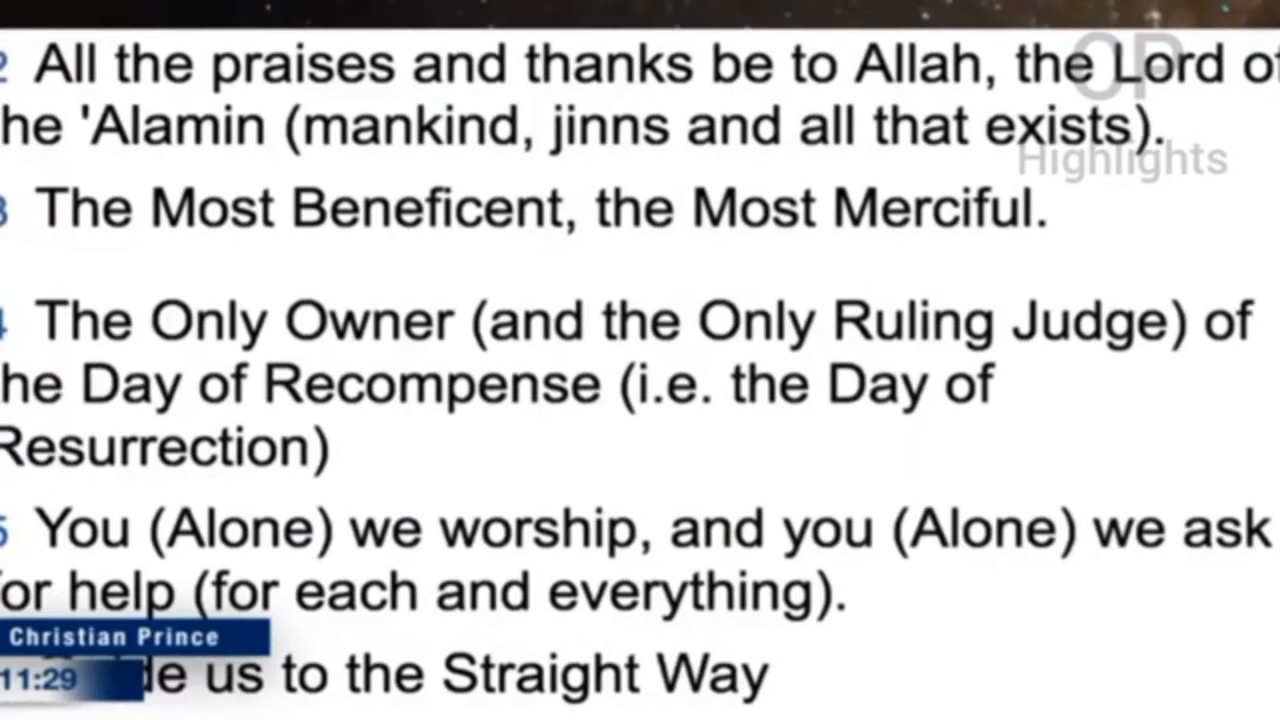 2 All the praises and thanks be to Allah, the Lord of
he 'Alamin (mankind, jinns and all that exists).
CP
Highlights
3 The Most Beneficent, the Most Merciful.
4 The Only Owner (and the Only Ruling Judge) of
he Day of Recompense (i.e. the Day of
Resurrection)
5 You (Alone) we worship, and you (Alone) we ask
or help (for each and everything).
Christian Prince
us to the Straight Way
11:29